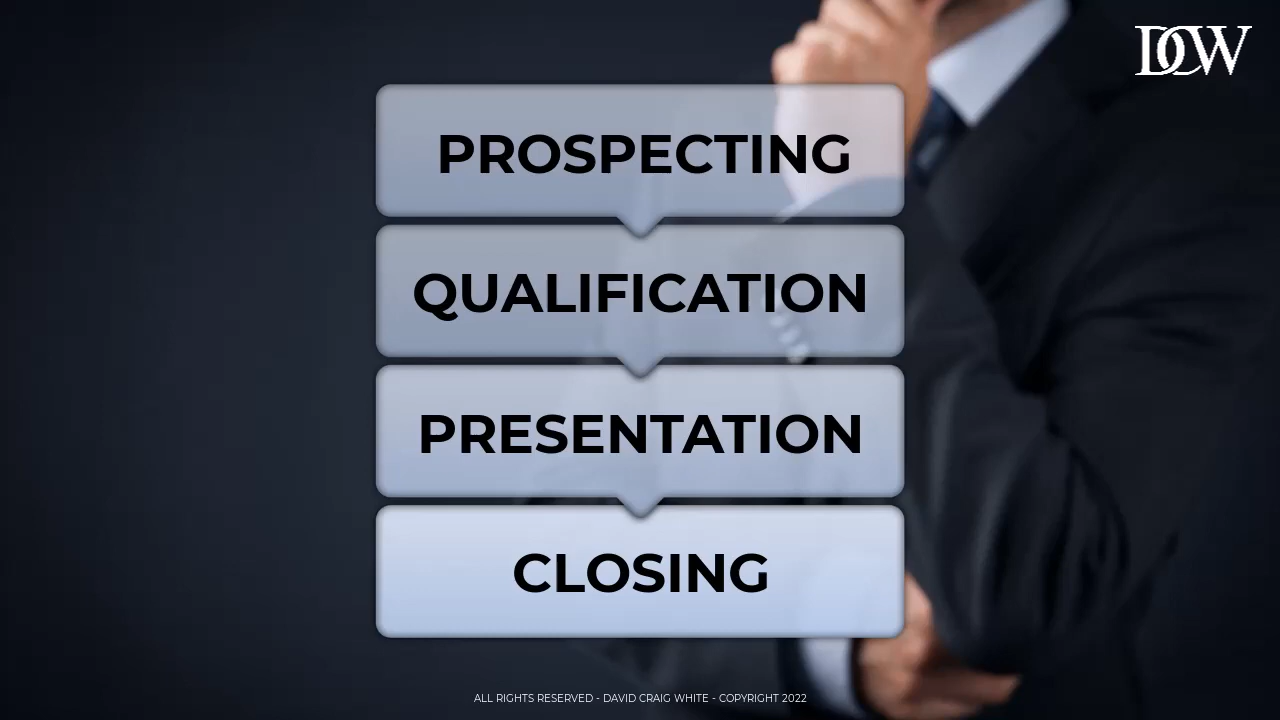 DCW
PROSPECTING
QUALIFICATION
PRESENTATION
CLOSING
ALL RIGHTS RESERVED - DAVID CRAIG WHITE - COPYRIGHT 2022